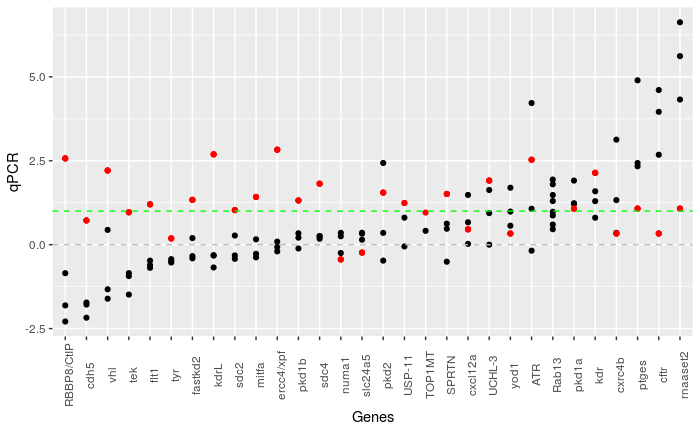 qPCR
5.0
2.5
0.0
-2.5
RBBP8/CtIP
cdh5
vhl
tek
flt1
tyr
fastkd2
kdrL
sdc2
mitfa
ercc4/xpf
pkd1b
sdc4
numa1
slc24a5
pkd2
USP-11
TOP1MT
SPRTN
cxcl12a
UCHL-3
yod1
ATR
Rab13
pkd1a
kdr
cxrc4b
ptges
cftr
rnaset2
Genes